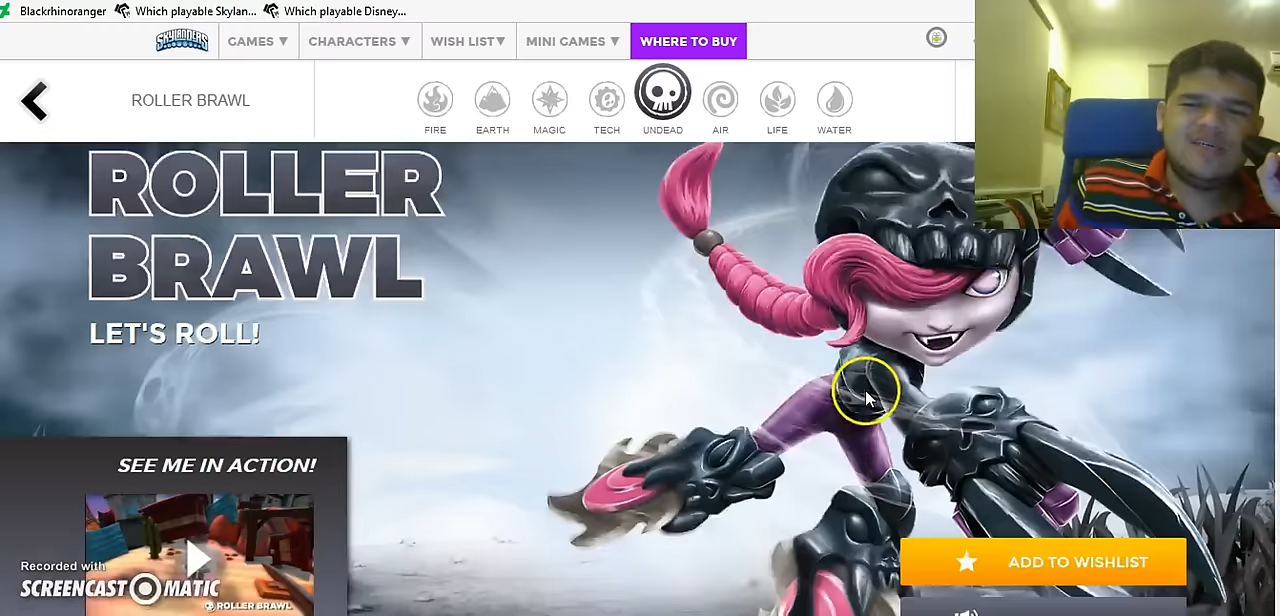 Blackrhinoranger Which playable Skylan... Which playable Disney...
SKYLANDERS GAMES ▼ CHARACTERS ▼ WISH LIST▼ MINI GAMES ▼ WHERE TO BUY
ROLLER BRAWL
FIRE EARTH MAGIC TECH UNDEAD AIR LIFE WATER
ROLLER
BRAWL
LET'S ROLL!
SEE ME IN ACTION!
Recorded with
SCREENCAST-O-MATIC
ROLLER BRAWL
ADD TO WISHLIST